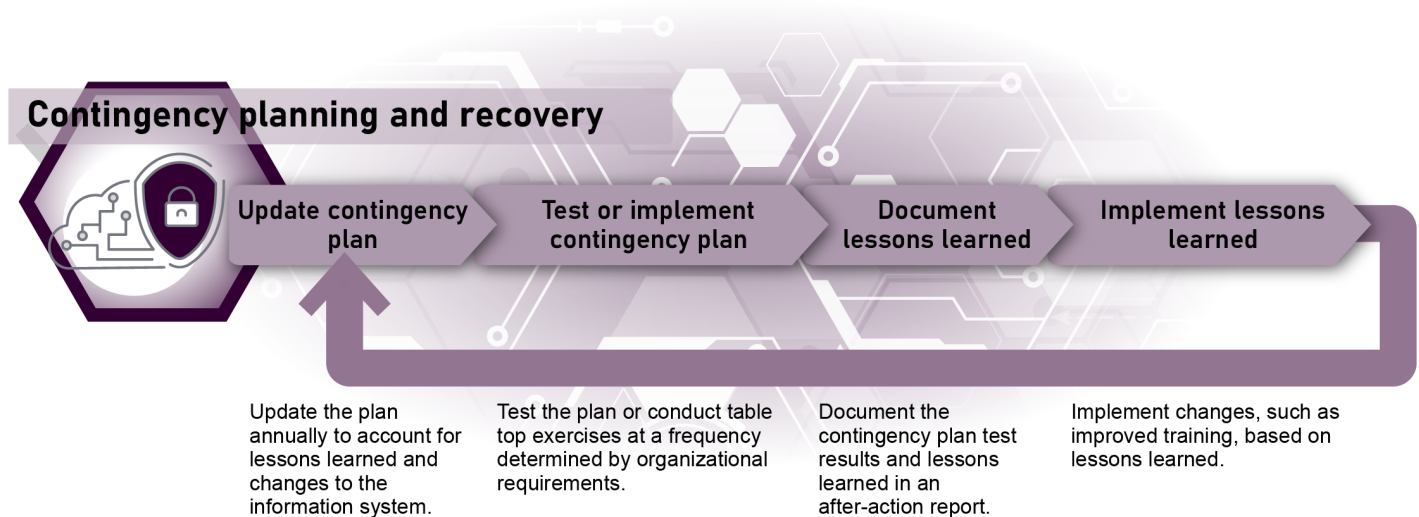 Contingency planning and recovery
Update contingency
plan
Test or implement
contingency plan
Document
lessons learned
Implement lessons
learned
Update the plan
annually to account for
lessons learned and
changes to the
information system.
Test the plan or conduct table
top exercises at a frequency
determined by organizational
requirements.
Document the
contingency plan test
results and lessons
learned in an
after-action report.
Implement changes, such as
improved training, based on
lessons learned.